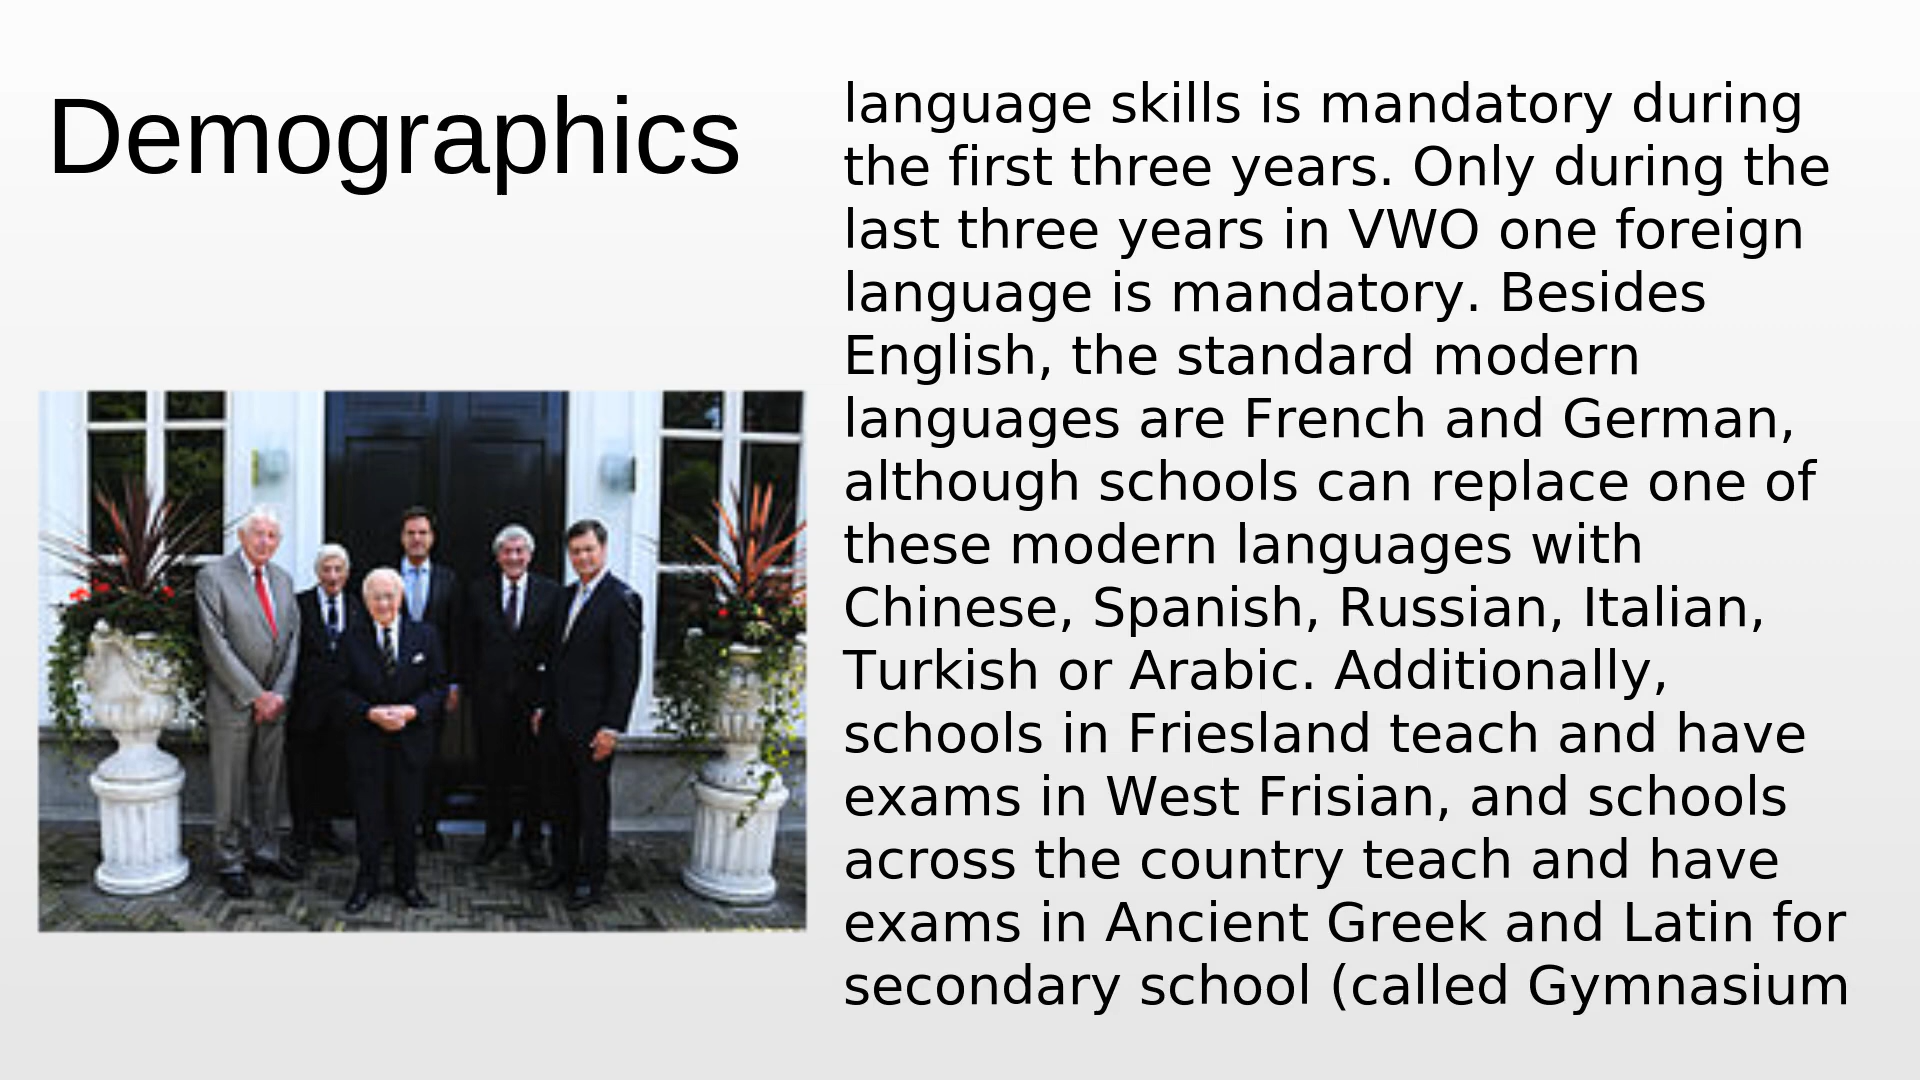 Demographics
language skills is mandatory during
the first three years. Only during the
last three years in VWO one foreign
language is mandatory. Besides
English, the standard modern
languages are French and German,
although schools can replace one of
these modern languages with
Chinese, Spanish, Russian, Italian,
Turkish or Arabic. Additionally,
schools in Friesland teach and have
exams in West Frisian, and schools
across the country teach and have
exams in Ancient Greek and Latin for
secondary school (called Gymnasium